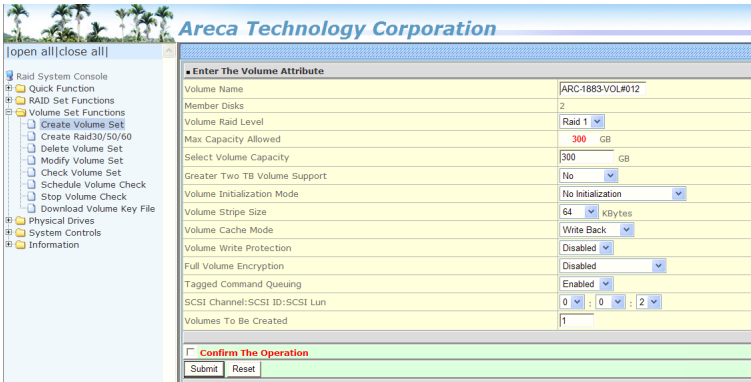 Areca Technology Corporation
|open all|close all|
Raid System Console
Quick Function
RAID Set Functions
Volume Set Functions
Create Volume Set
Create Raid30/50/60
Delete Volume Set
Modify Volume Set
Check Volume Set
Schedule Volume Check
Stop Volume Check
Download Volume Key File
Physical Drives
System Controls
Information
Enter The Volume Attribute
Volume Name ARC-1883-VOL#012
Member Disks 2
Volume Raid Level Raid 1
Max Capacity Allowed 300 GB
Select Volume Capacity 300 GB
Greater Two TB Volume Support No
Volume Initialization Mode No Initialization
Volume Stripe Size 64 KBytes
Volume Cache Mode Write Back
Volume Write Protection Disabled
Full Volume Encryption Disabled
Tagged Command Queuing Enabled
SCSI Channel:SCSI ID:SCSI Lun 0 : 0 : 2
Volumes To Be Created 1
Confirm The Operation
Submit Reset